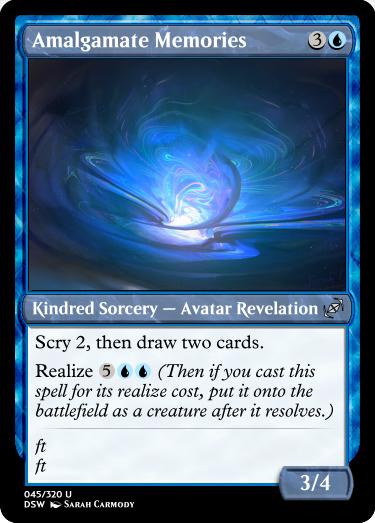 Amalgamate Memories 3
Kindred Sorcery — Avatar Revelation
Scry 2, then draw two cards.
Realize 5 (Then if you cast this
spell for its realize cost, put it onto the
battlefield as a creature after it resolves.)
ft
ft
3/4
045/320 U
DSW Sarah Carmody